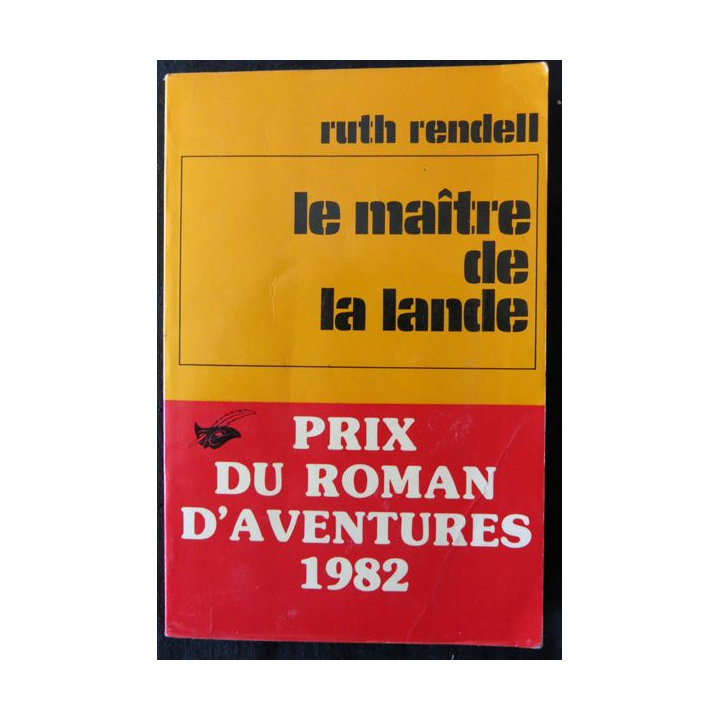 ruth rendell
le maître
de
la lande
PRIX
DU ROMAN
D'AVENTURES
1982